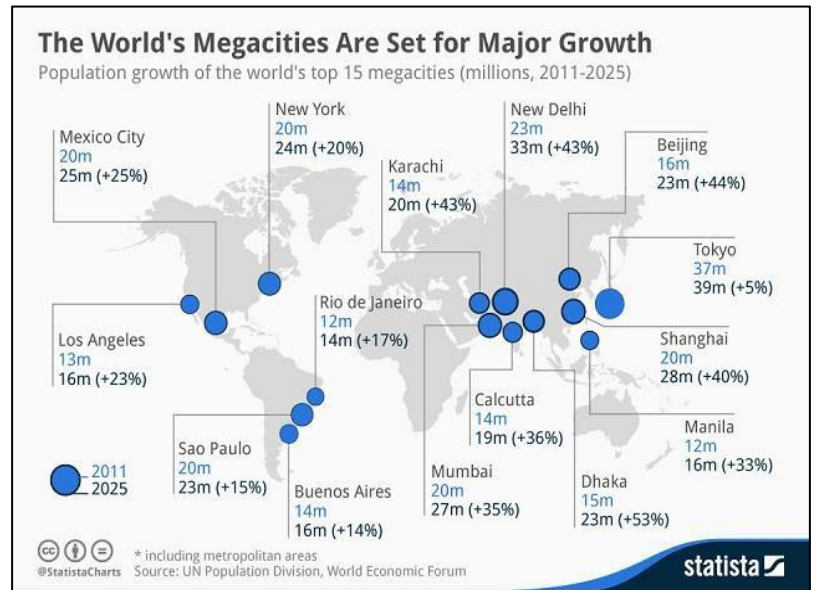 The World's Megacities Are Set for Major Growth
Population growth of the world's top 15 megacities (millions, 2011-2025)
Mexico City
20m
25m (+25%)
New York
20m
24m (+20%)
Karachi
14m
20m (+43%)
New Delhi
23m
33m (+43%)
Beijing
16m
23m (+44%)
Tokyo
37m
39m (+5%)
Los Angeles
13m
16m (+23%)
Rio de Janeiro
12m
14m (+17%)
Shanghai
20m
28m (+40%)
Sao Paulo
20m
23m (+15%)
Buenos Aires
14m
16m (+14%)
Mumbai
20m
27m (+35%)
Calcutta
14m
19m (+36%)
Dhaka
15m
23m (+53%)
Manila
12m
16m (+33%)
2011
2025
cc
@StatistaCharts
* including metropolitan areas
Source: UN Population Division, World Economic Forum
statista